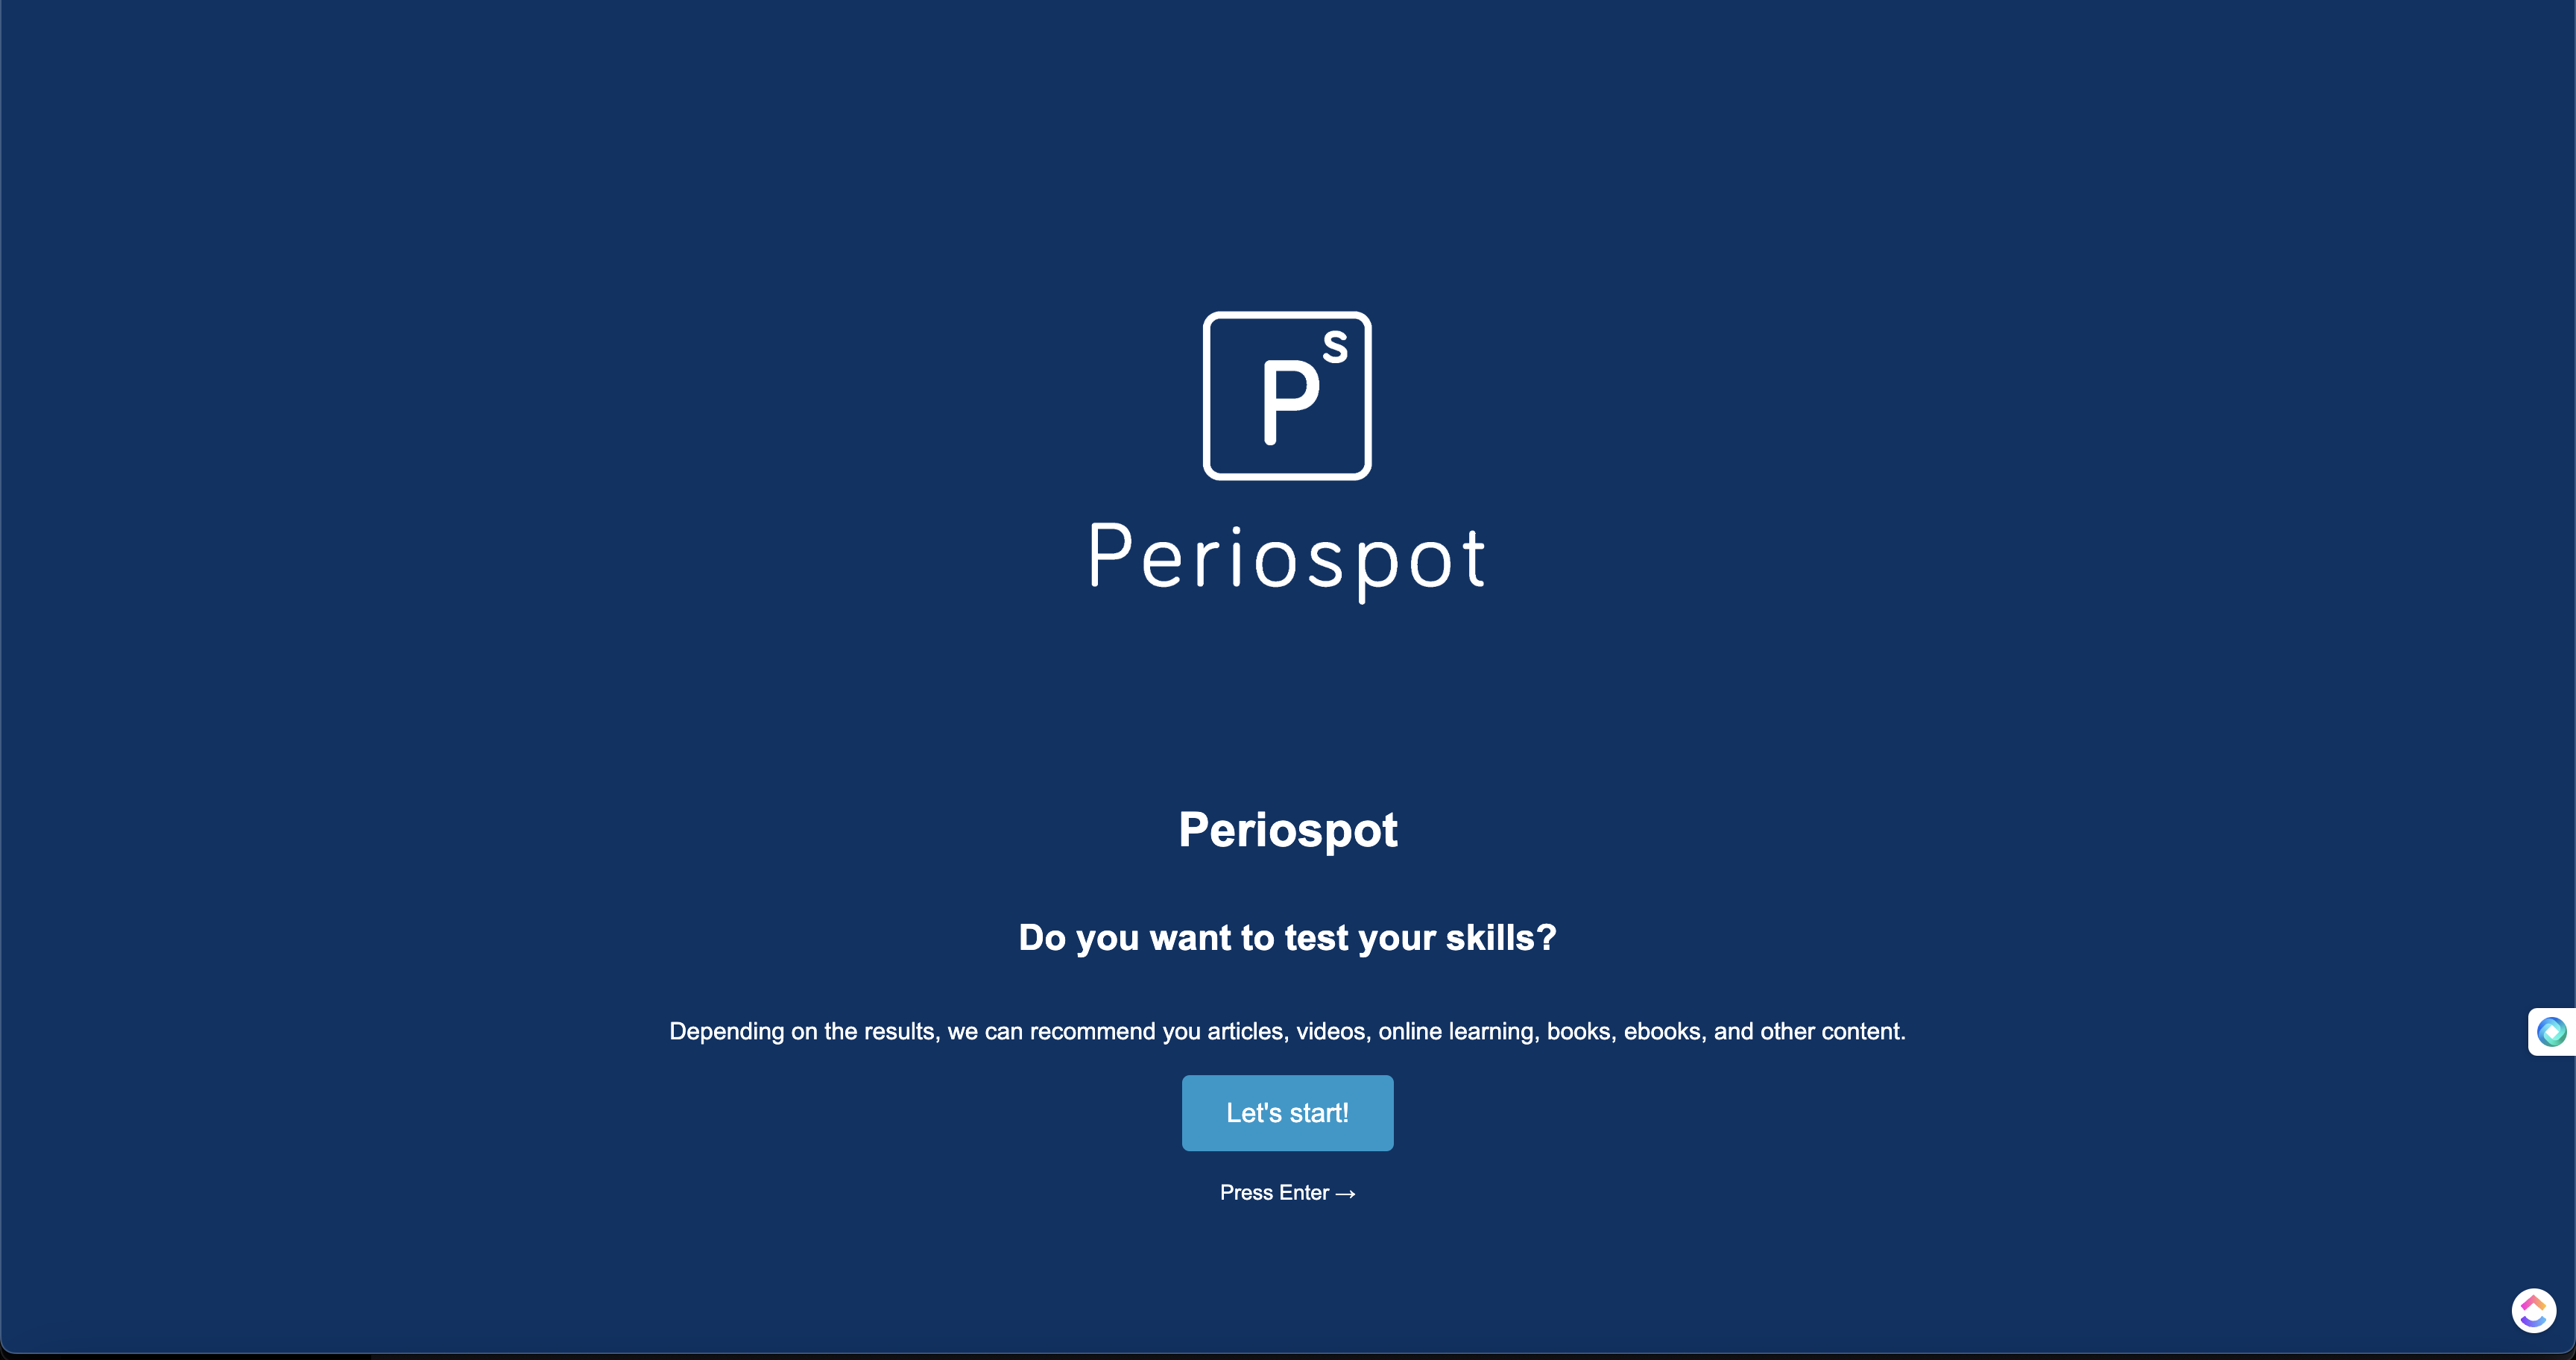 Ps
Periospot
Periospot
Do you want to test your skills?
Depending on the results, we can recommend you articles, videos, online learning, books, ebooks, and other content.
Let's start!
Press Enter →